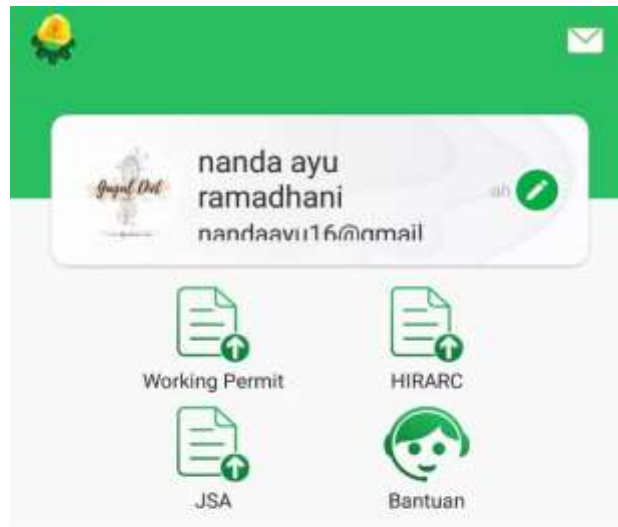 nanda ayu
ramadhani
nandaayu16@gmail
Working Permit
HIRARC
JSA
Bantuan